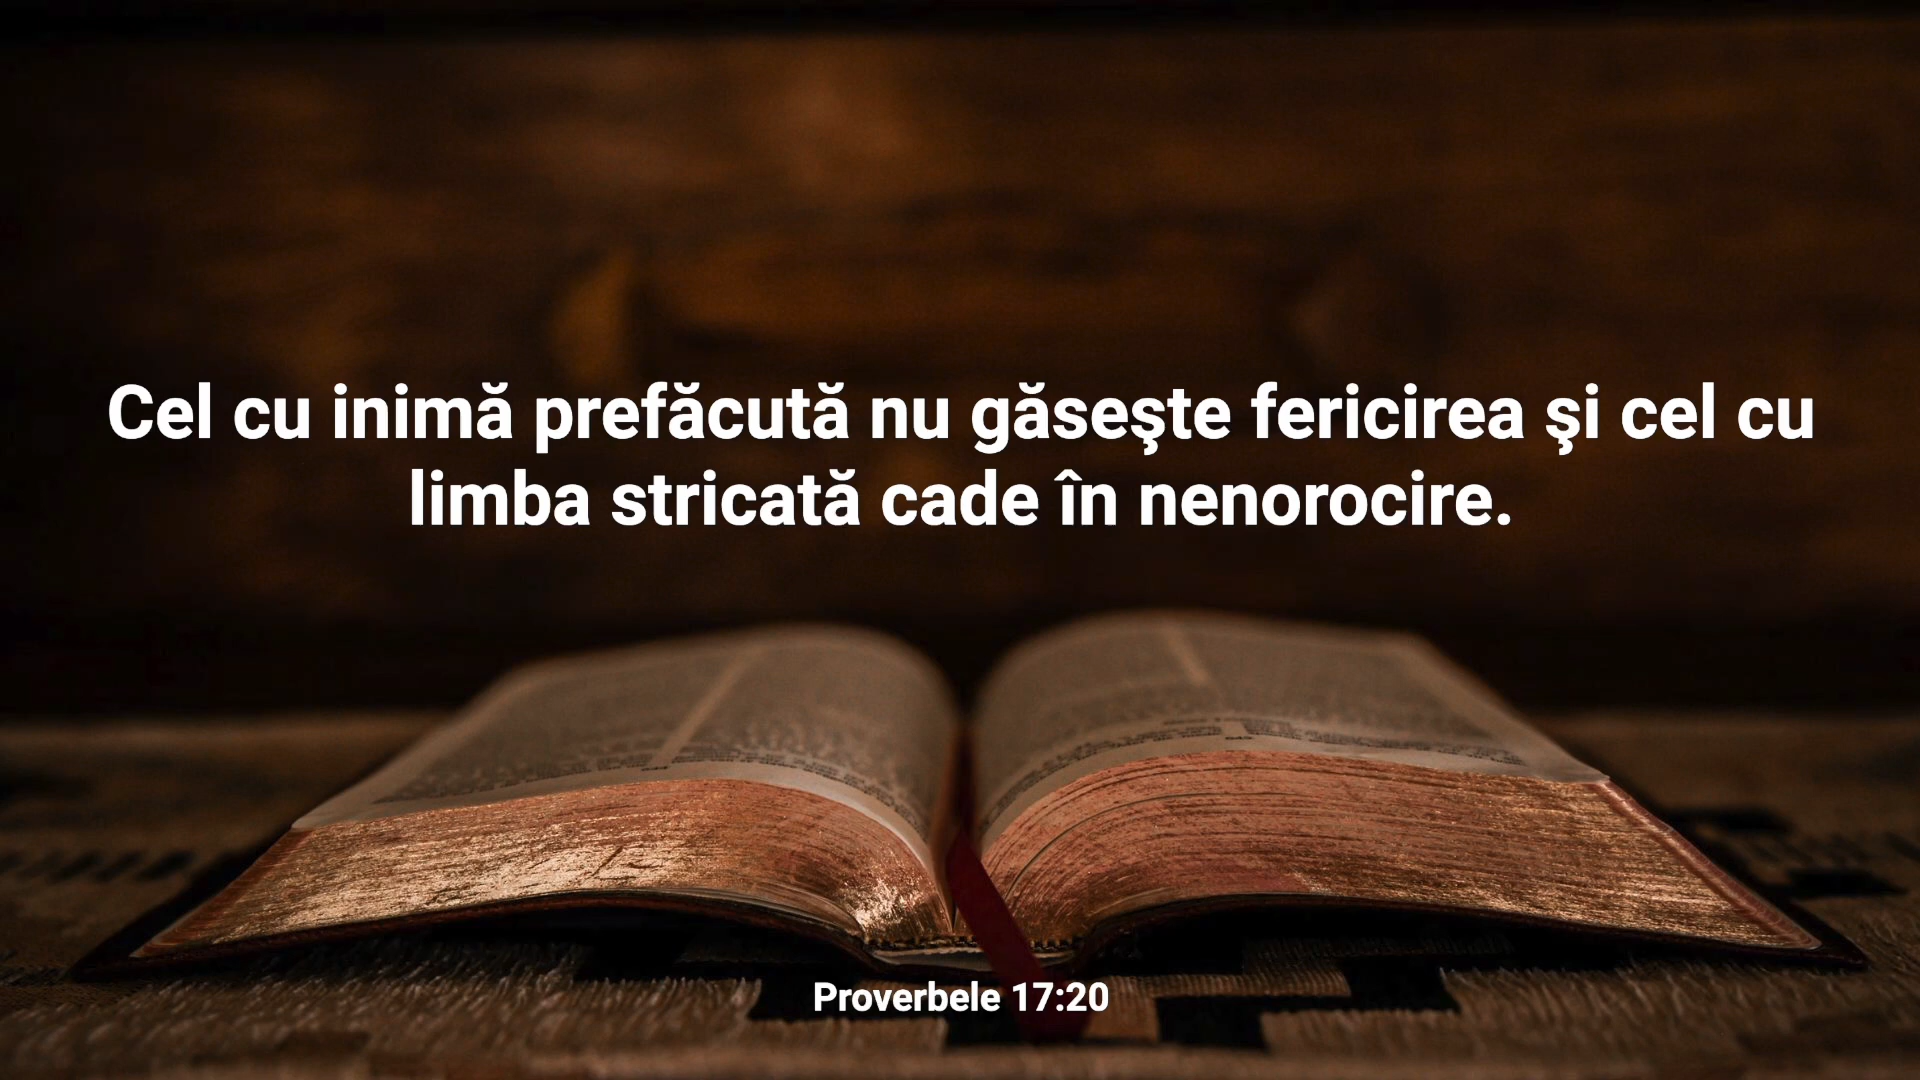 Cel cu inimă prefăcută nu găseşte fericirea şi cel cu
limba stricată cade în nenorocire.
Proverbele 17:20